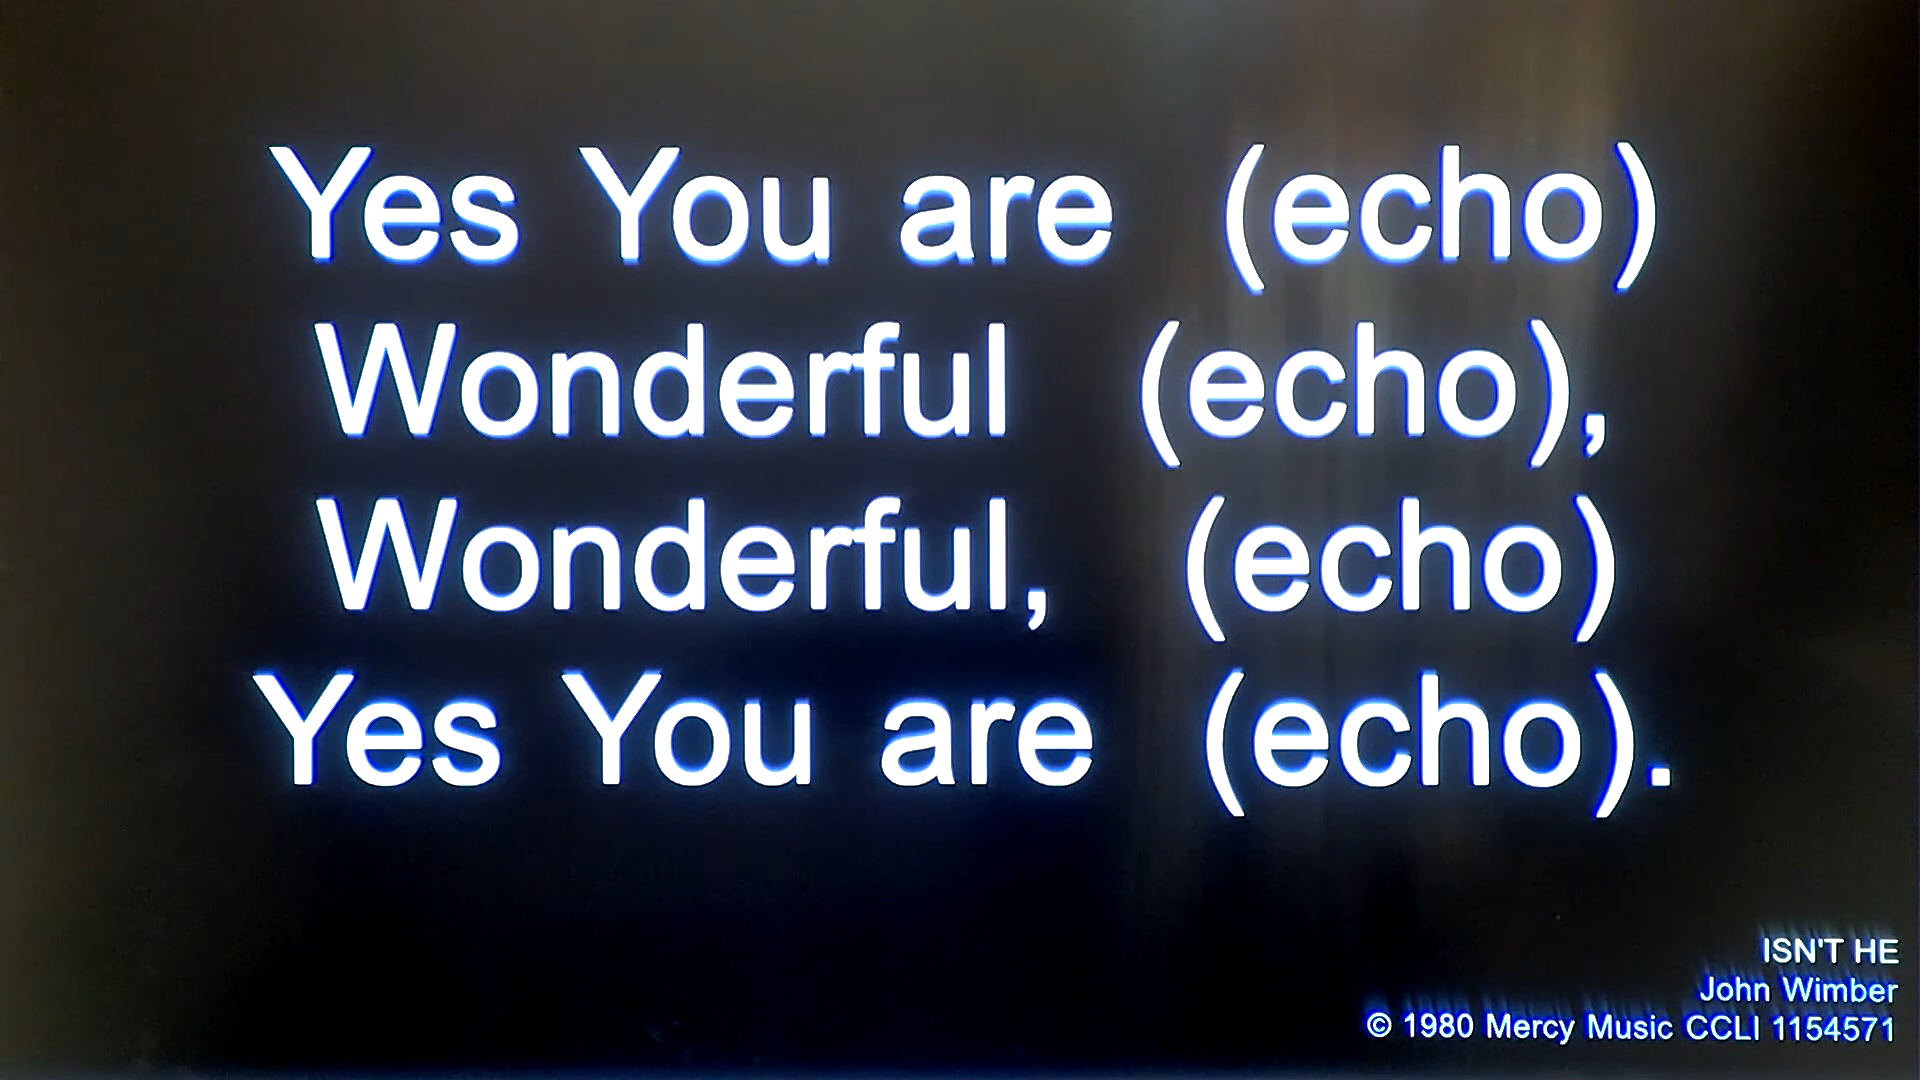 Yes You are (echo)
Wonderful (echo),
Wonderful, (echo)
Yes You are (echo).
ISN'T HE
John Wimber
© 1980 Mercy Music CCLI 1154571